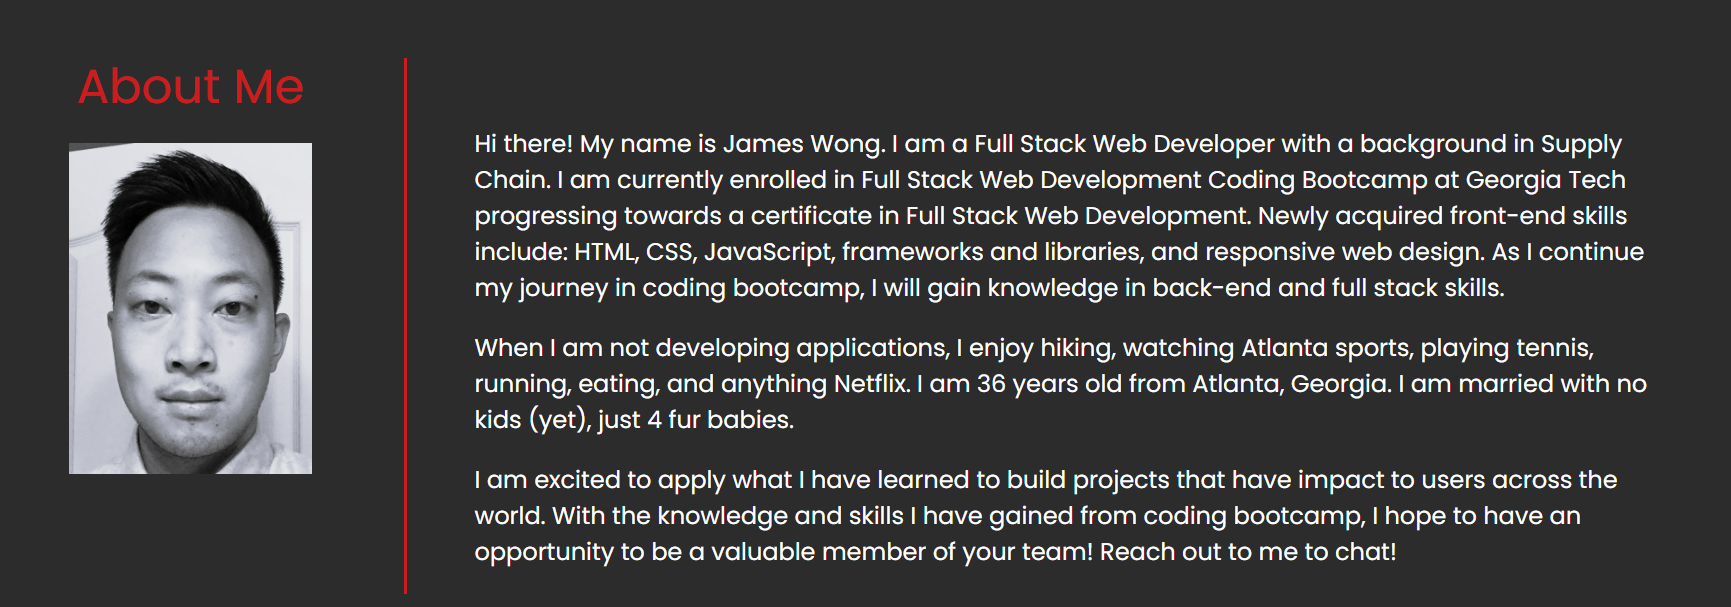 About Me
Hi there! My name is James Wong. I am a Full Stack Web Developer with a background in Supply
Chain. I am currently enrolled in Full Stack Web Development Coding Bootcamp at Georgia Tech
progressing towards a certificate in Full Stack Web Development. Newly acquired front-end skills
include: HTML, CSS, JavaScript, frameworks and libraries, and responsive web design. As I continue
my journey in coding bootcamp, I will gain knowledge in back-end and full stack skills.
When I am not developing applications, I enjoy hiking, watching Atlanta sports, playing tennis,
running, eating, and anything Netflix. I am 36 years old from Atlanta, Georgia. I am married with no
kids (yet), just 4 fur babies.
I am excited to apply what I have learned to build projects that have impact to users across the
world. With the knowledge and skills I have gained from coding bootcamp, I hope to have an
opportunity to be a valuable member of your team! Reach out to me to chat!